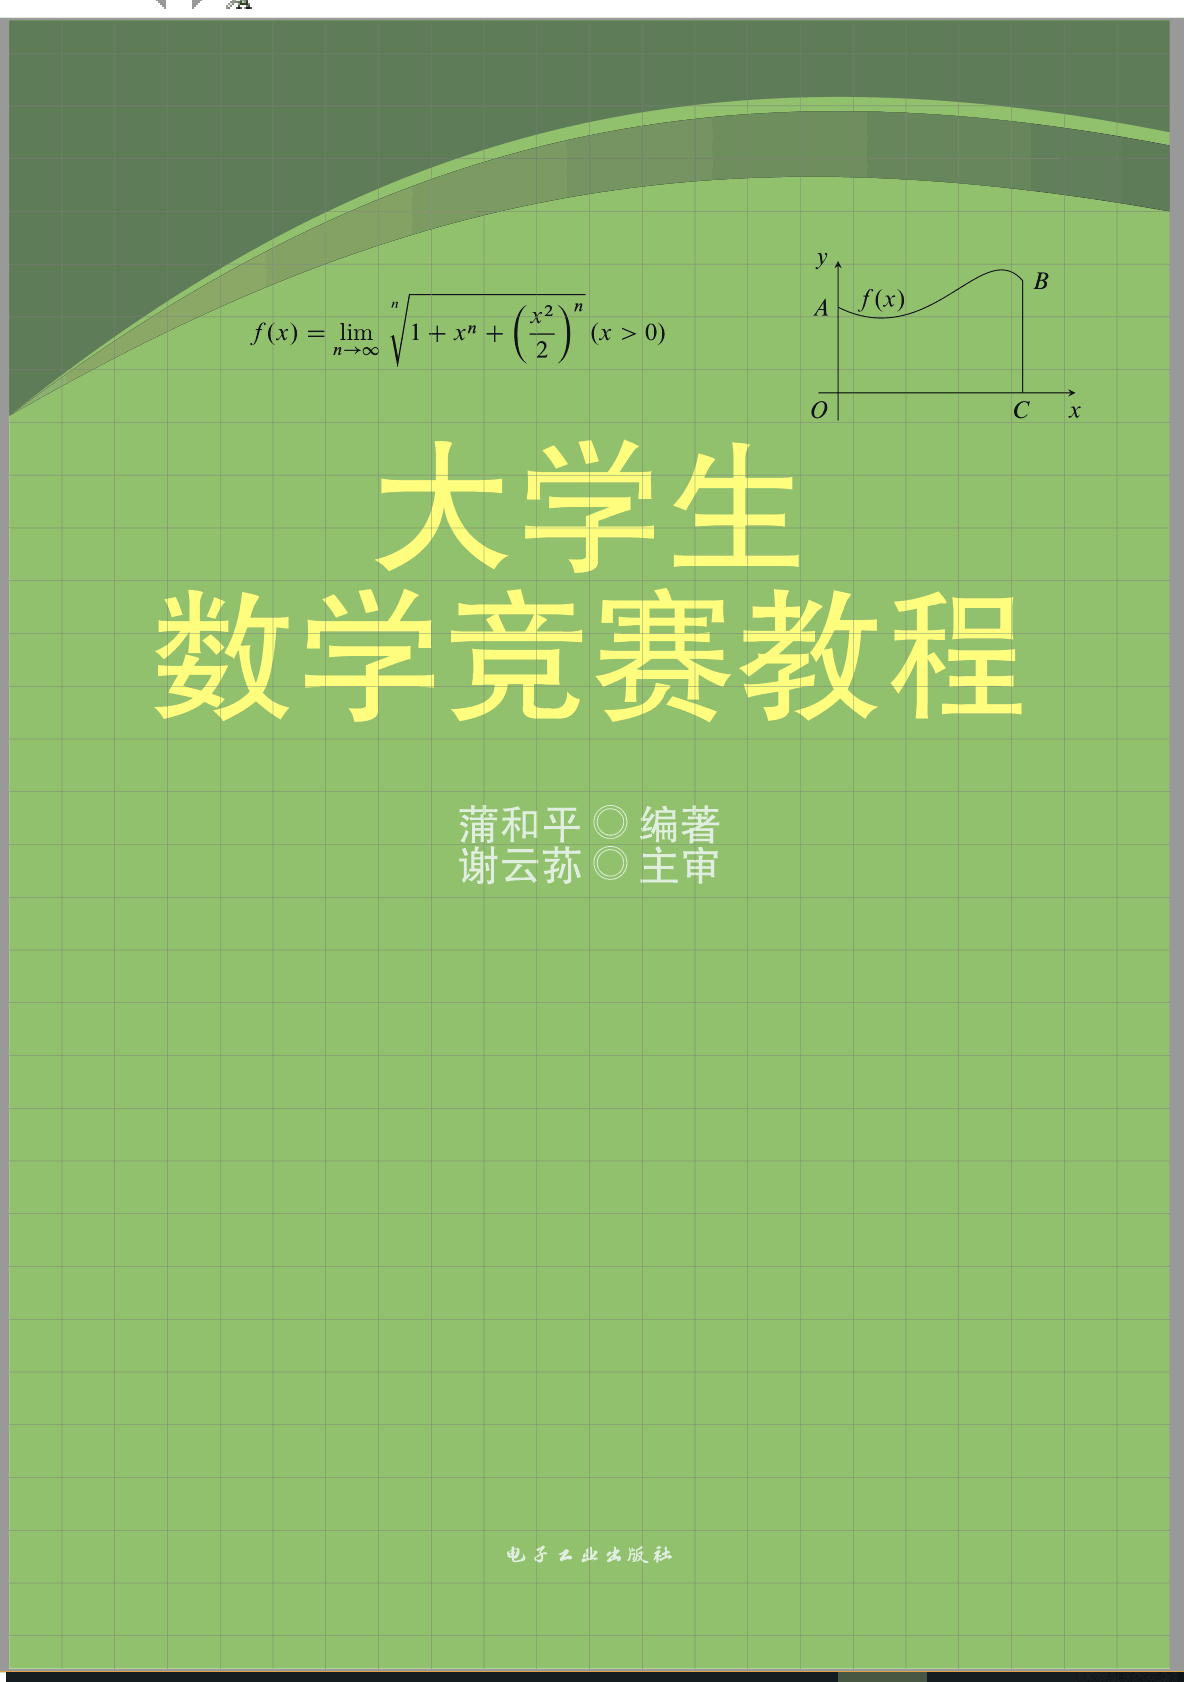 f(x) = lim n→∞ ⁿ√(1 + xⁿ + (x²/2)ⁿ) (x > 0)
y
A f(x) B
O C x
大学生
数学竞赛教程
蒲和平◎编著
谢云荪◎主审
电子工业出版社